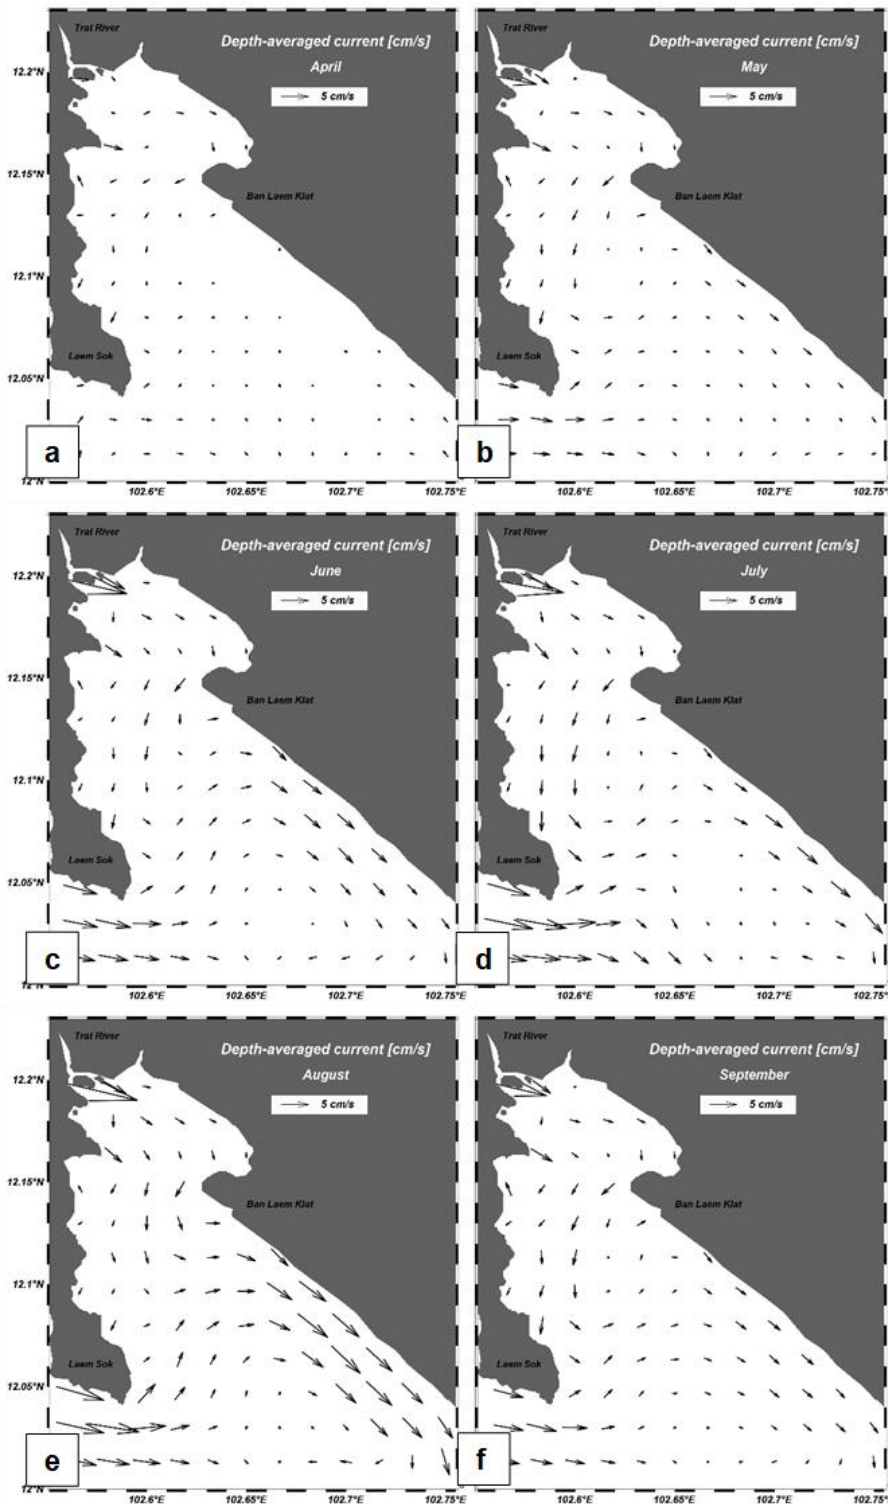 Trat River
Depth-averaged current [cm/s]
April
5 cm/s
12.2°N
12.15°N
Ban Laem Klat
12.1°N
Laem Sok
12.05°N
a
12°N
102.6°E 102.65°E 102.7°E 102.75°E
Trat River
Depth-averaged current [cm/s]
May
5 cm/s
Ban Laem Klat
b
102.6°E 102.65°E 102.7°E 102.75°E
Trat River
Depth-averaged current [cm/s]
June
5 cm/s
12.2°N
12.15°N
Ban Laem Klat
12.1°N
Laem Sok
12.05°N
c
102.6°E 102.65°E 102.7°E 102.75°E
Trat River
Depth-averaged current [cm/s]
July
5 cm/s
Ban Laem Klat
Laem Sok
d
102.6°E 102.65°E 102.7°E 102.75°E
Trat River
Depth-averaged current [cm/s]
August
5 cm/s
12.2°N
12.15°N
Ban Laem Klat
12.1°N
Laem Sok
12.05°N
e
12°N
102.6°E 102.65°E 102.7°E 102.75°E
Trat River
Depth-averaged current [cm/s]
September
5 cm/s
Ban Laem Klat
Laem Sok
f
102.6°E 102.65°E 102.7°E 102.75°E